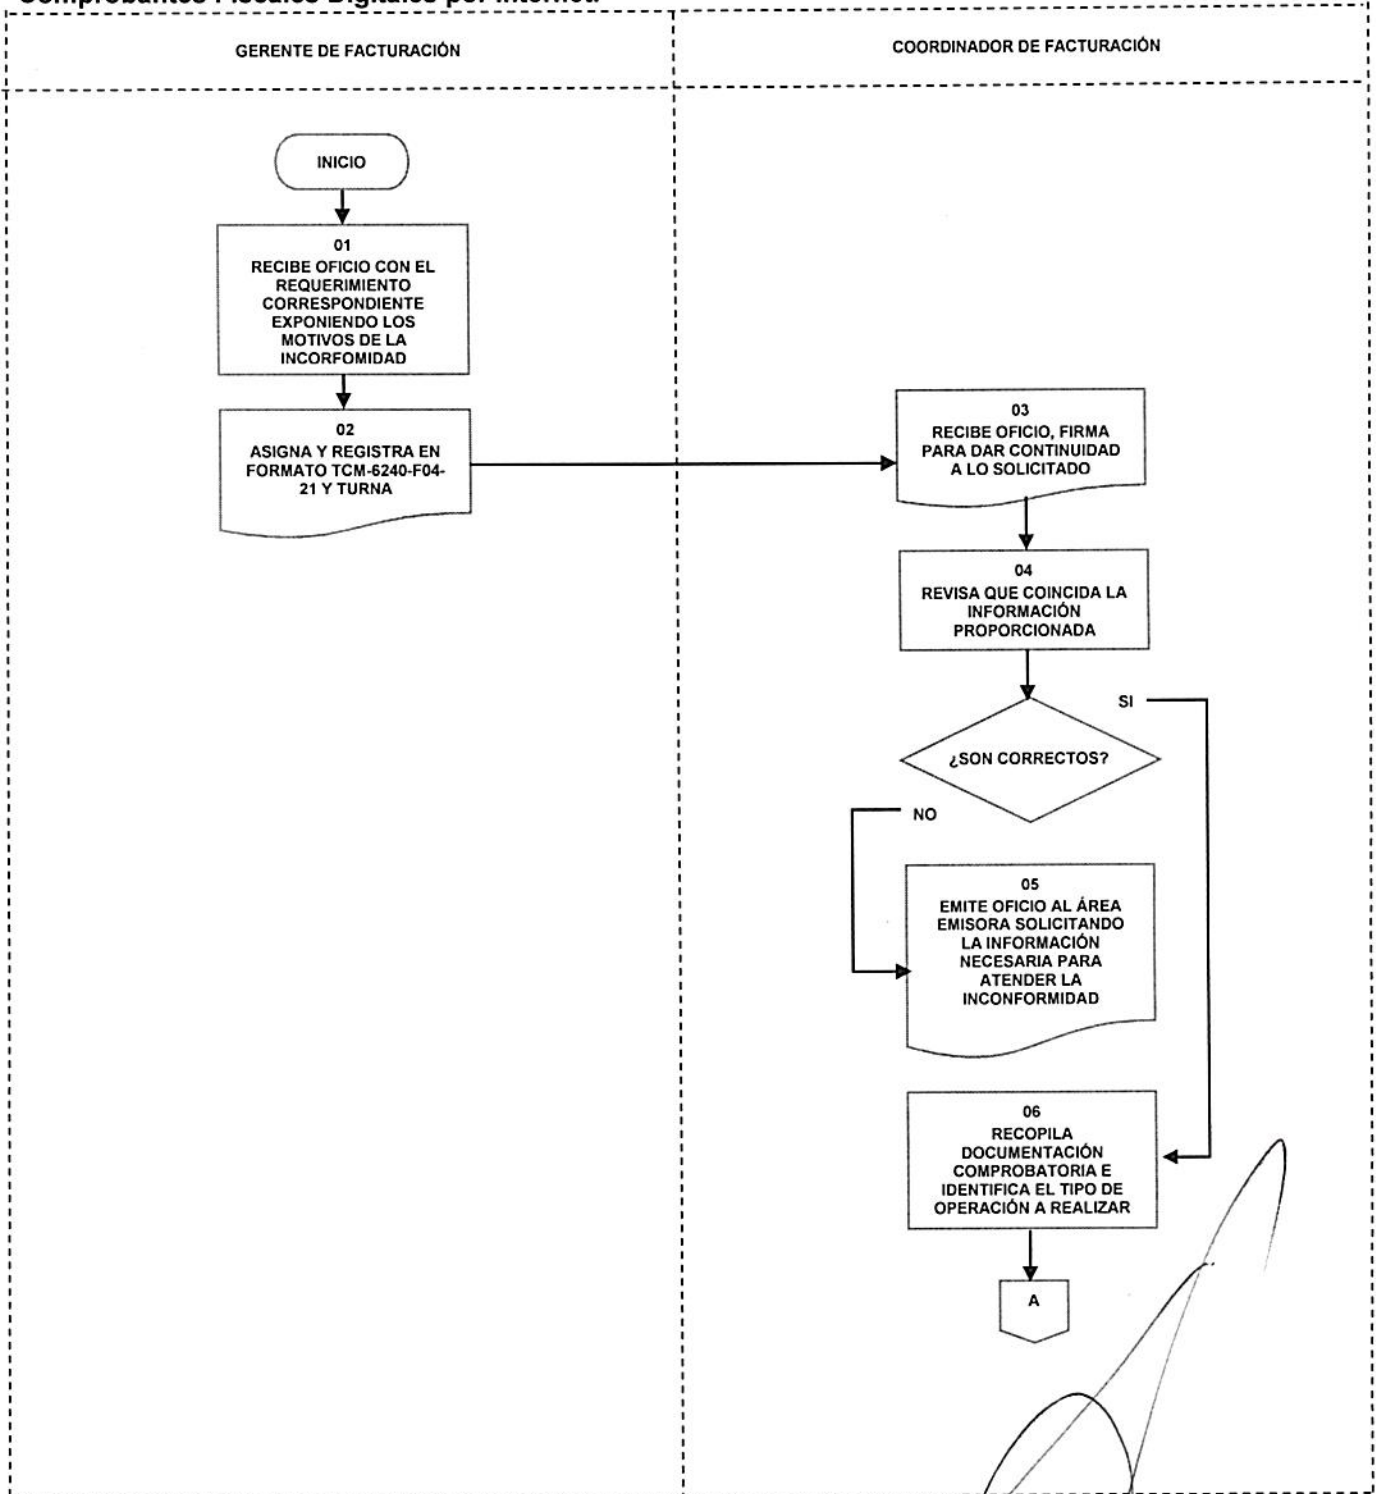 Comprobantes Fiscales Digitales por Internet.
GERENTE DE FACTURACIÓN
COORDINADOR DE FACTURACIÓN
INICIO
01
RECIBE OFICIO CON EL
REQUERIMIENTO
CORRESPONDIENTE
EXPONIENDO LOS
MOTIVOS DE LA
INCORFOMIDAD
02
ASIGNA Y REGISTRA EN
FORMATO TCM-6240-F04-
21 Y TURNA
03
RECIBE OFICIO, FIRMA
PARA DAR CONTINUIDAD
A LO SOLICITADO
04
REVISA QUE COINCIDA LA
INFORMACIÓN
PROPORCIONADA
SI
¿SON CORRECTOS?
NO
05
EMITE OFICIO AL ÁREA
EMISORA SOLICITANDO
LA INFORMACIÓN
NECESARIA PARA
ATENDER LA
INCONFORMIDAD
06
RECOPILA
DOCUMENTACIÓN
COMPROBATORIA E
IDENTIFICA EL TIPO DE
OPERACIÓN A REALIZAR
A